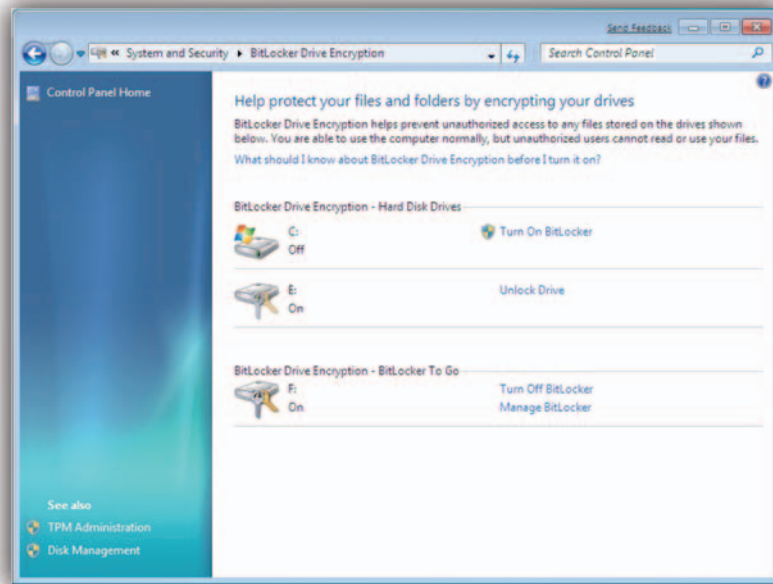 Send Feedback
« System and Security ▸ BitLocker Drive Encryption
Search Control Panel
Control Panel Home
Help protect your files and folders by encrypting your drives
BitLocker Drive Encryption helps prevent unauthorized access to any files stored on the drives shown
below. You are able to use the computer normally, but unauthorized users cannot read or use your files.
What should I know about BitLocker Drive Encryption before I turn it on?
BitLocker Drive Encryption - Hard Disk Drives
C:
Turn On BitLocker
Off
E:
Unlock Drive
On
BitLocker Drive Encryption - BitLocker To Go
F:
Turn Off BitLocker
On
Manage BitLocker
See also
TPM Administration
Disk Management